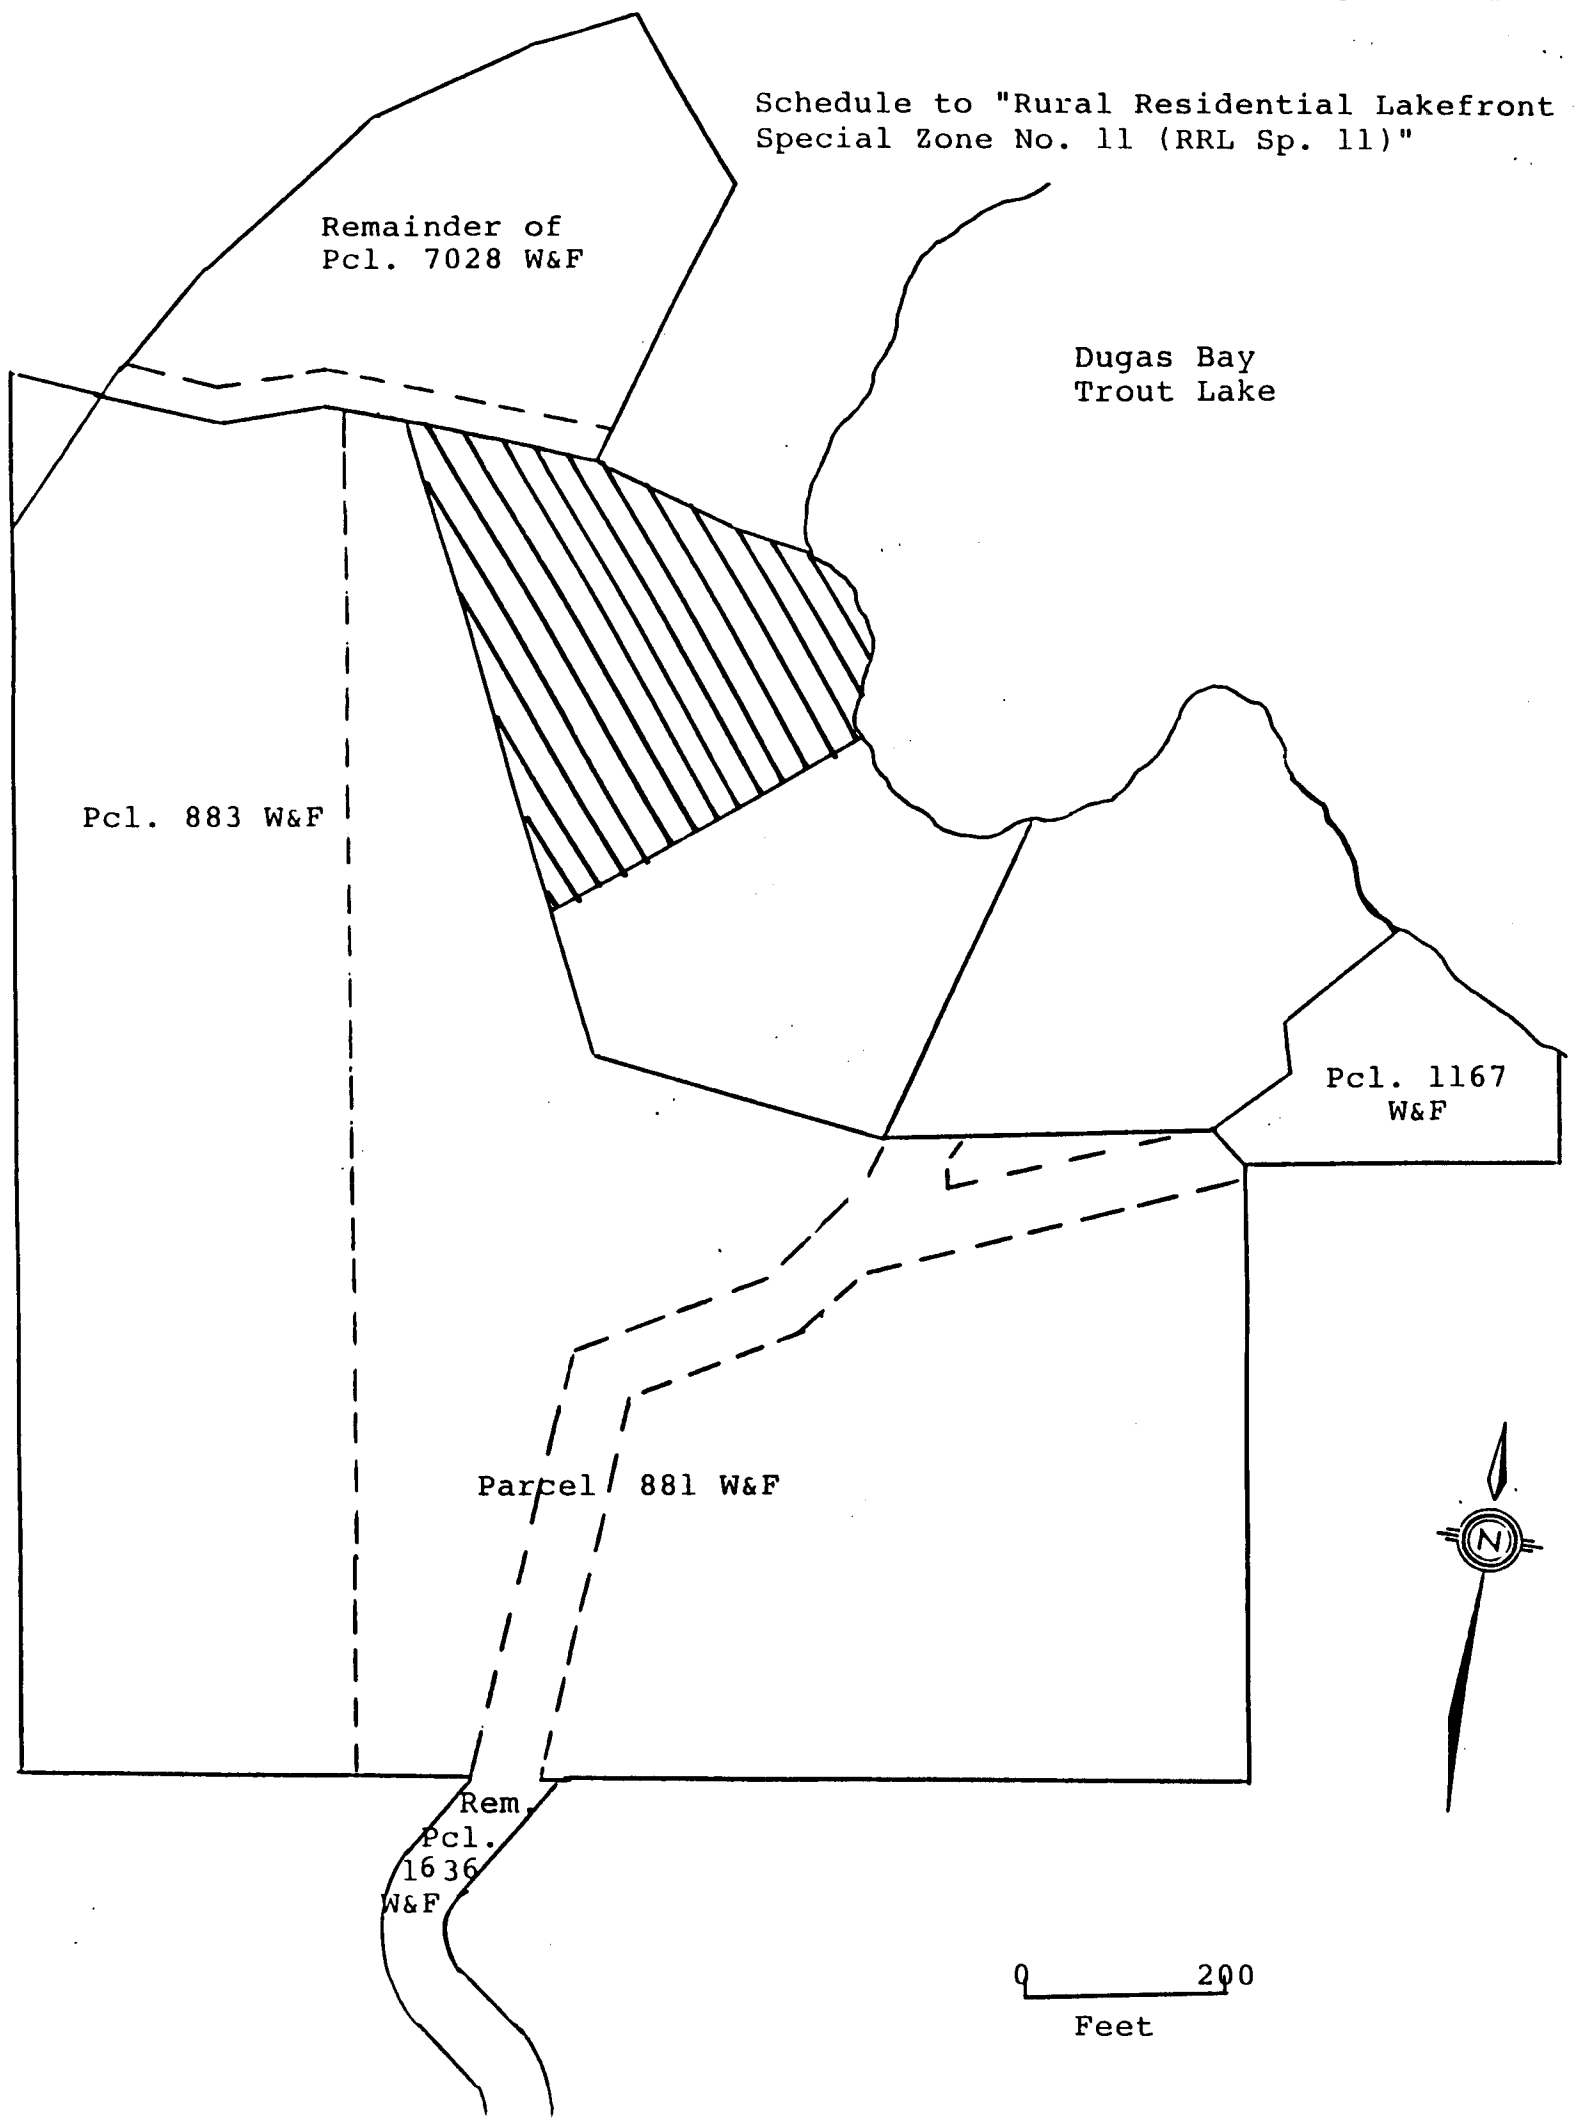 Schedule to "Rural Residential Lakefront
Special Zone No. 11 (RRL Sp. 11)"
Remainder of
Pcl. 7028 W&F
Dugas Bay
Trout Lake
Pcl. 883 W&F
Pcl. 1167
W&F
Parcel 881 W&F
N
Rem.
Pcl.
1636
W&F
0 200
Feet